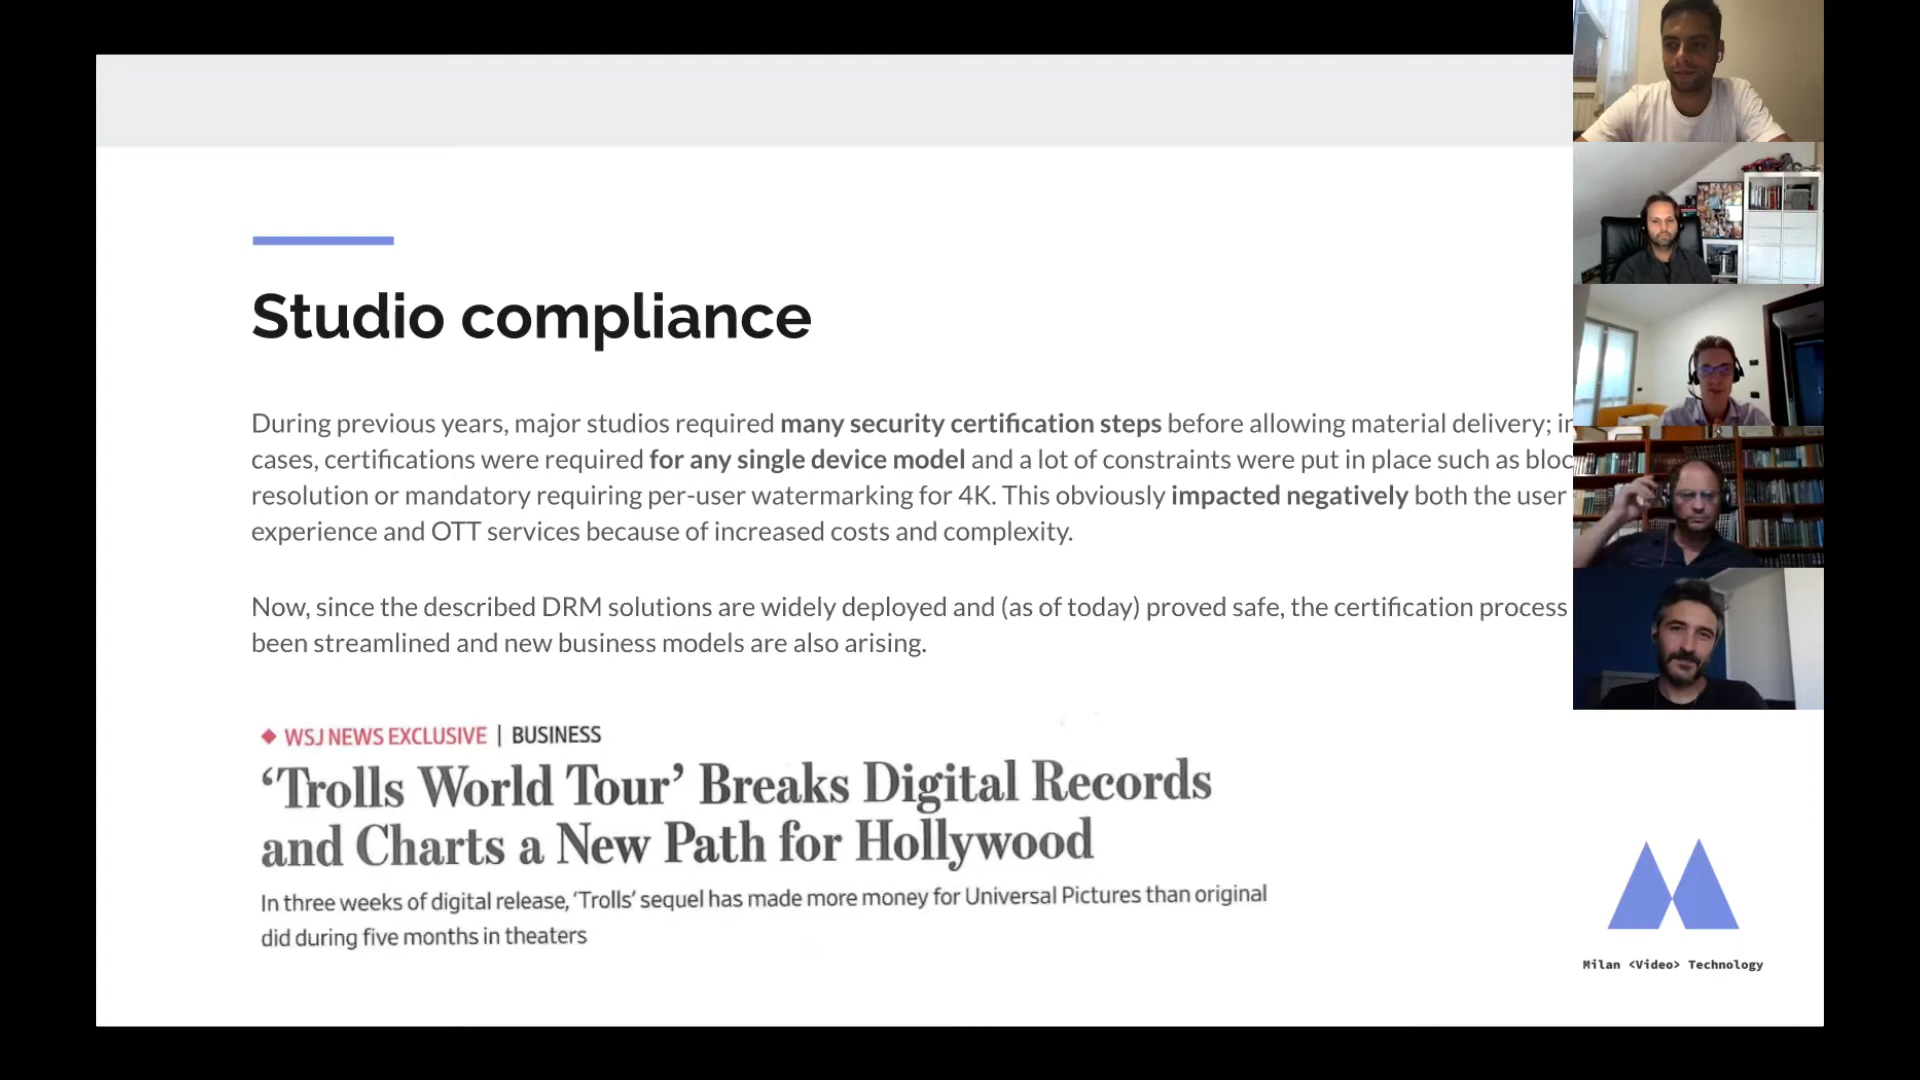 Studio compliance
During previous years, major studios required many security certification steps before allowing material delivery;
cases, certifications were required for any single device model and a lot of constraints were put in place such as
resolution or mandatory requiring per-user watermarking for 4K. This obviously impacted negatively both the user
experience and OTT services because of increased costs and complexity.
Now, since the described DRM solutions are widely deployed and (as of today) proved safe, the certification process
been streamlined and new business models are also arising.
WSJ NEWS EXCLUSIVE | BUSINESS
‘Trolls World Tour’ Breaks Digital Records
and Charts a New Path for Hollywood
In three weeks of digital release, ‘Trolls’ sequel has made more money for Universal Pictures than original
did during five months in theaters
Milan <Video> Technology